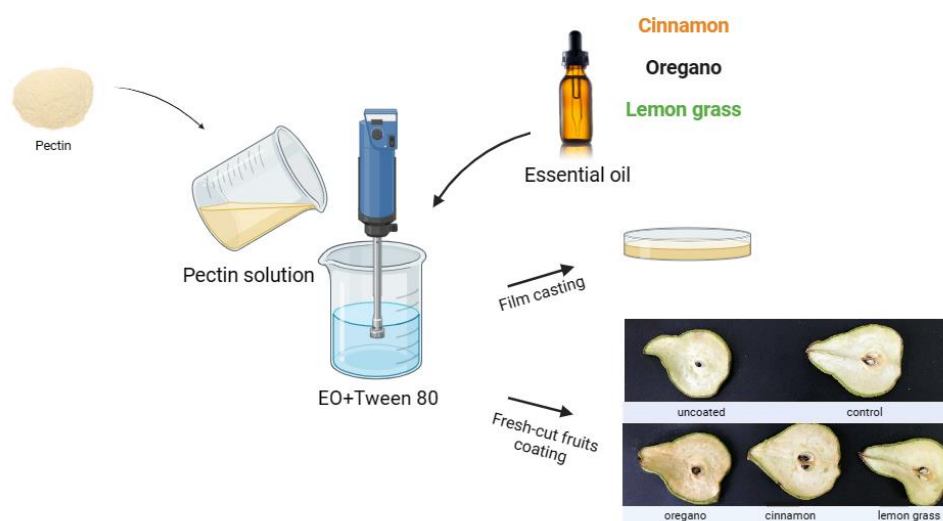 Cinnamon
Oregano
Lemon grass
Pectin
Essential oil
Pectin solution
Film casting
EO+Tween 80
Fresh-cut fruits
coating
uncoated
control
oregano
cinnamon
lemon grass